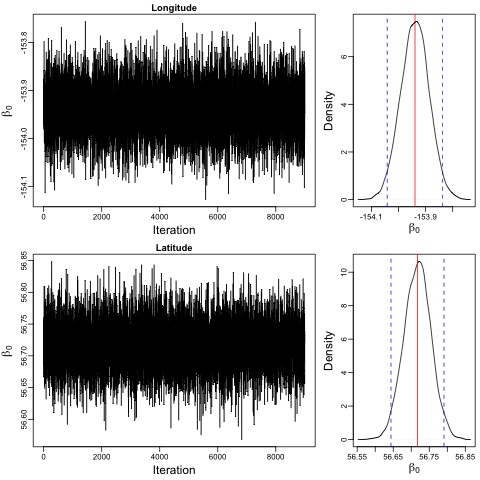 Longitude
β0
-153.8
-153.9
-154.0
-154.1
0 2000 4000 6000 8000
Iteration
Density
6
4
2
0
-154.1 -153.9
β0
Latitude
β0
56.85
56.80
56.75
56.70
56.65
56.60
0 2000 4000 6000 8000
Iteration
Density
10
8
6
4
2
0
56.55 56.65 56.75 56.85
β0